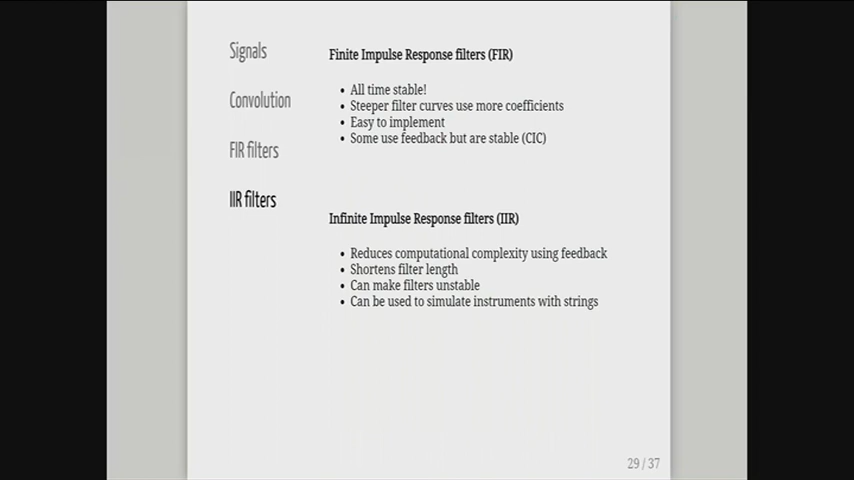 Signals
Convolution
FIR filters
IIR filters
Finite Impulse Response filters (FIR)
• All time stable!
• Steeper filter curves use more coefficients
• Easy to implement
• Some use feedback but are stable (CIC)
Infinite Impulse Response filters (IIR)
• Reduces computational complexity using feedback
• Shortens filter length
• Can make filters unstable
• Can be used to simulate instruments with strings
29 / 37